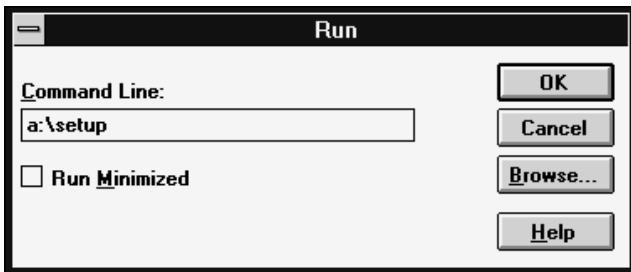 Run
Command Line:
a:\setup
Run Minimized
OK
Cancel
Browse...
Help